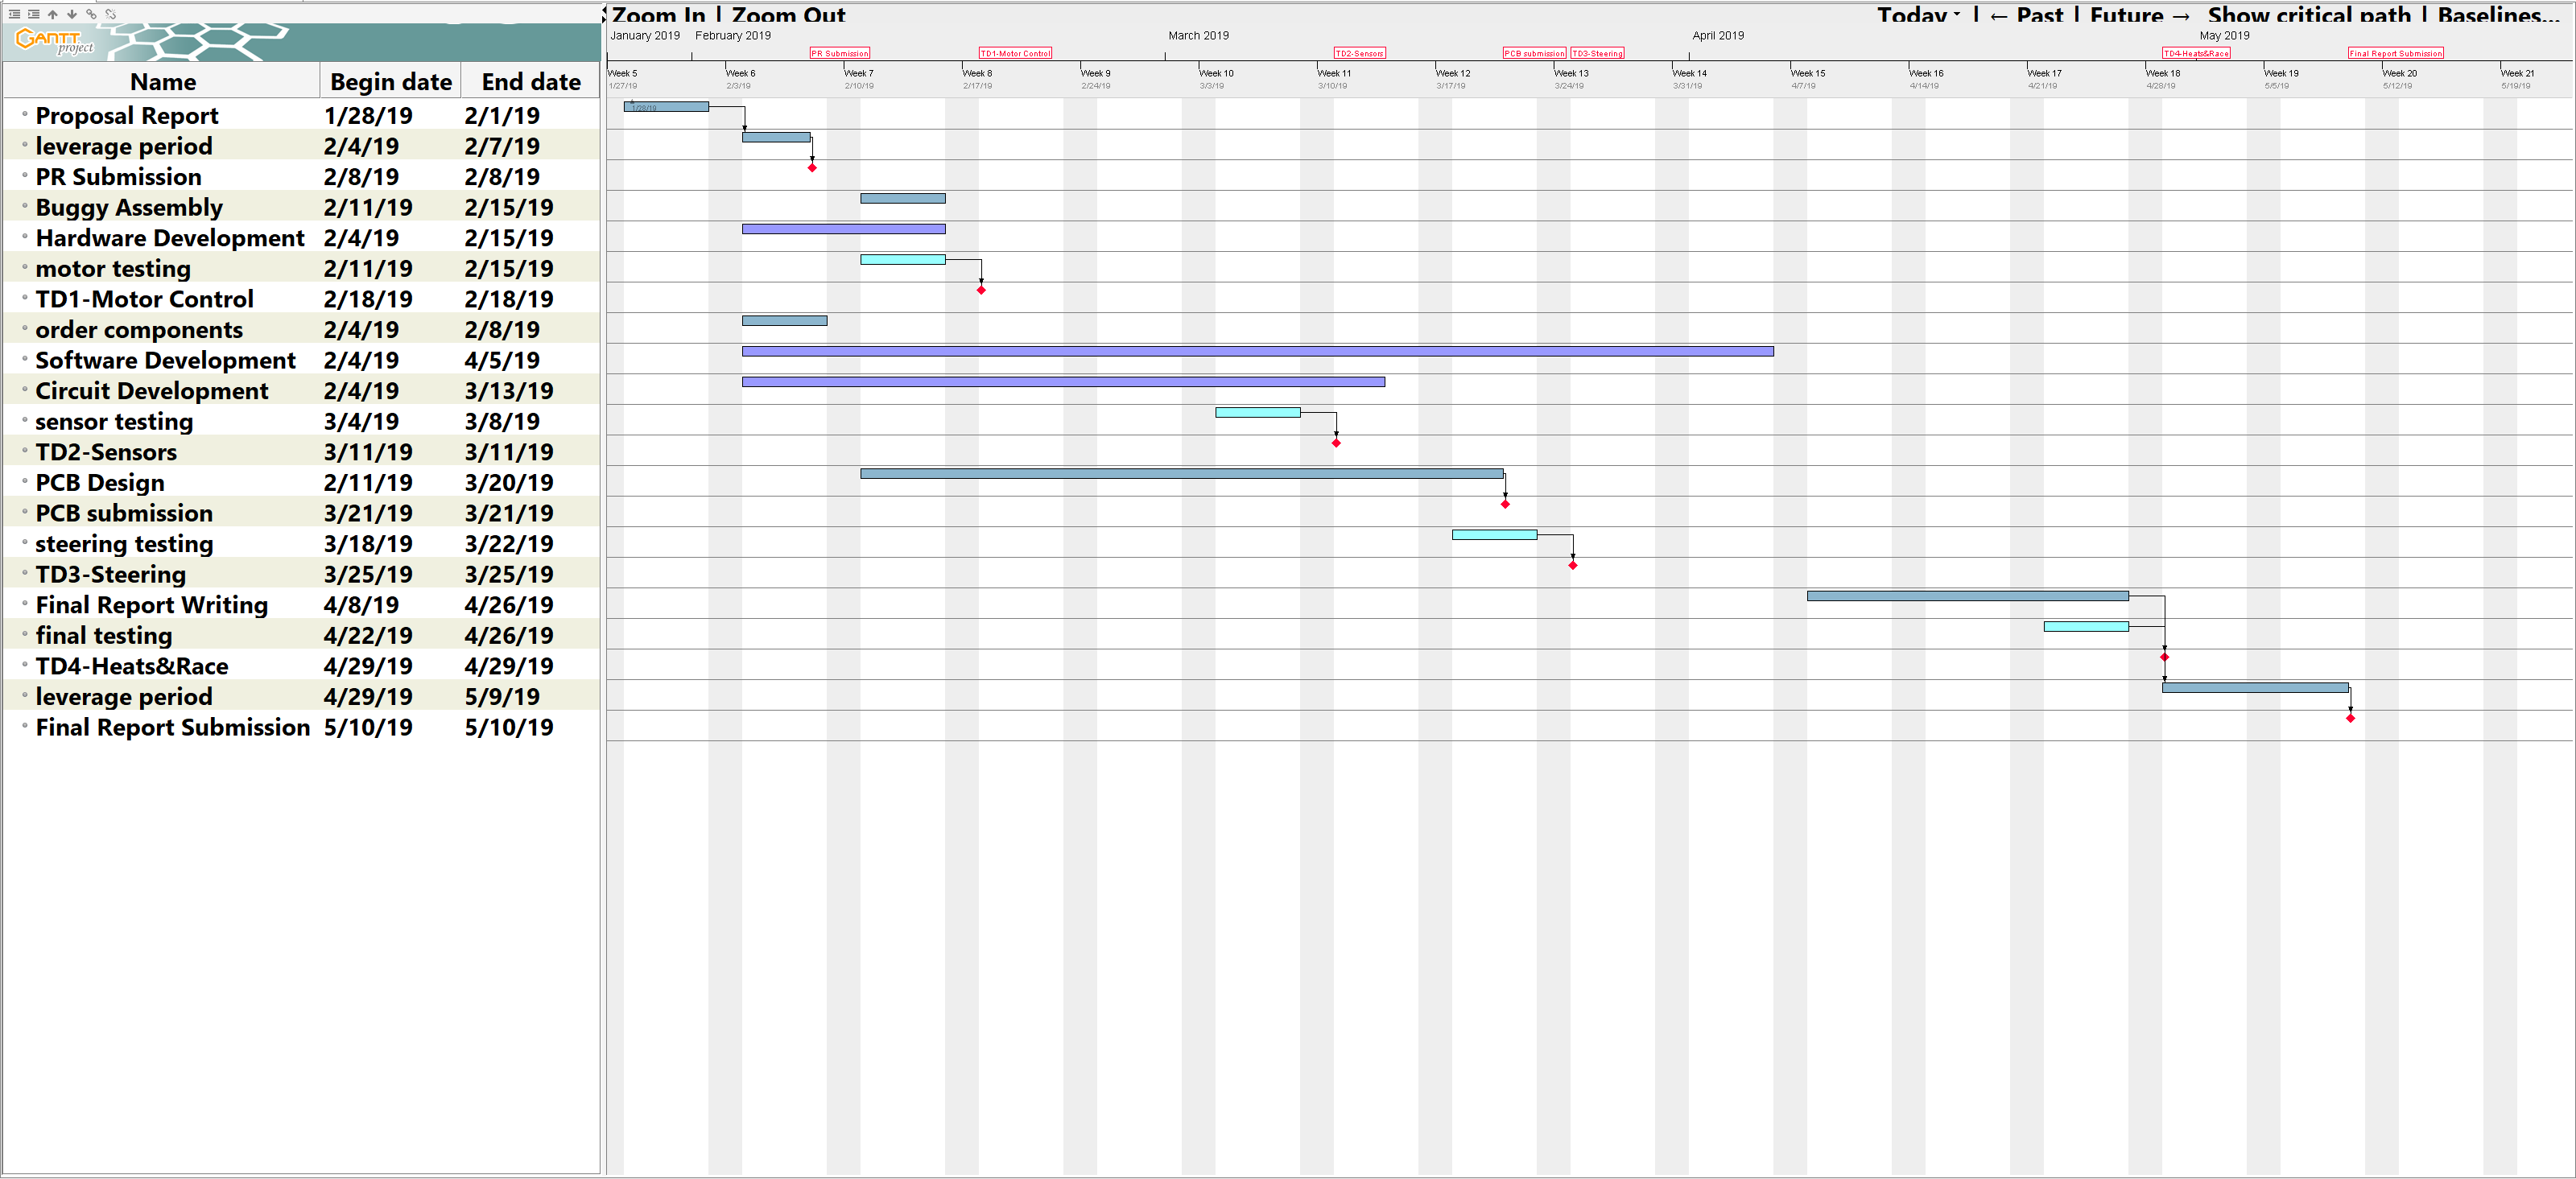 Zoom In | Zoom Out Today | ← Past | Future → Show critical path | Baselines...
GANTT project
January 2019 February 2019 March 2019 April 2019 May 2019
PR Submission TD1-Motor Control TD2-Sensors PCB submission TD3-Steering TD4-Heats&Race Final Report Submission
Week 5 Week 6 Week 7 Week 8 Week 9 Week 10 Week 11 Week 12 Week 13 Week 14 Week 15 Week 16 Week 17 Week 18 Week 19 Week 20 Week 21
1/27/19 2/3/19 2/10/19 2/17/19 2/24/19 3/3/19 3/10/19 3/17/19 3/24/19 3/31/19 4/7/19 4/14/19 4/21/19 4/28/19 5/5/19 5/12/19 5/19/19
Name Begin date End date
Proposal Report 1/28/19 2/1/19 1/28/19
leverage period 2/4/19 2/7/19
PR Submission 2/8/19 2/8/19
Buggy Assembly 2/11/19 2/15/19
Hardware Development 2/4/19 2/15/19
motor testing 2/11/19 2/15/19
TD1-Motor Control 2/18/19 2/18/19
order components 2/4/19 2/8/19
Software Development 2/4/19 4/5/19
Circuit Development 2/4/19 3/13/19
sensor testing 3/4/19 3/8/19
TD2-Sensors 3/11/19 3/11/19
PCB Design 2/11/19 3/20/19
PCB submission 3/21/19 3/21/19
steering testing 3/18/19 3/22/19
TD3-Steering 3/25/19 3/25/19
Final Report Writing 4/8/19 4/26/19
final testing 4/22/19 4/26/19
TD4-Heats&Race 4/29/19 4/29/19
leverage period 4/29/19 5/9/19
Final Report Submission 5/10/19 5/10/19